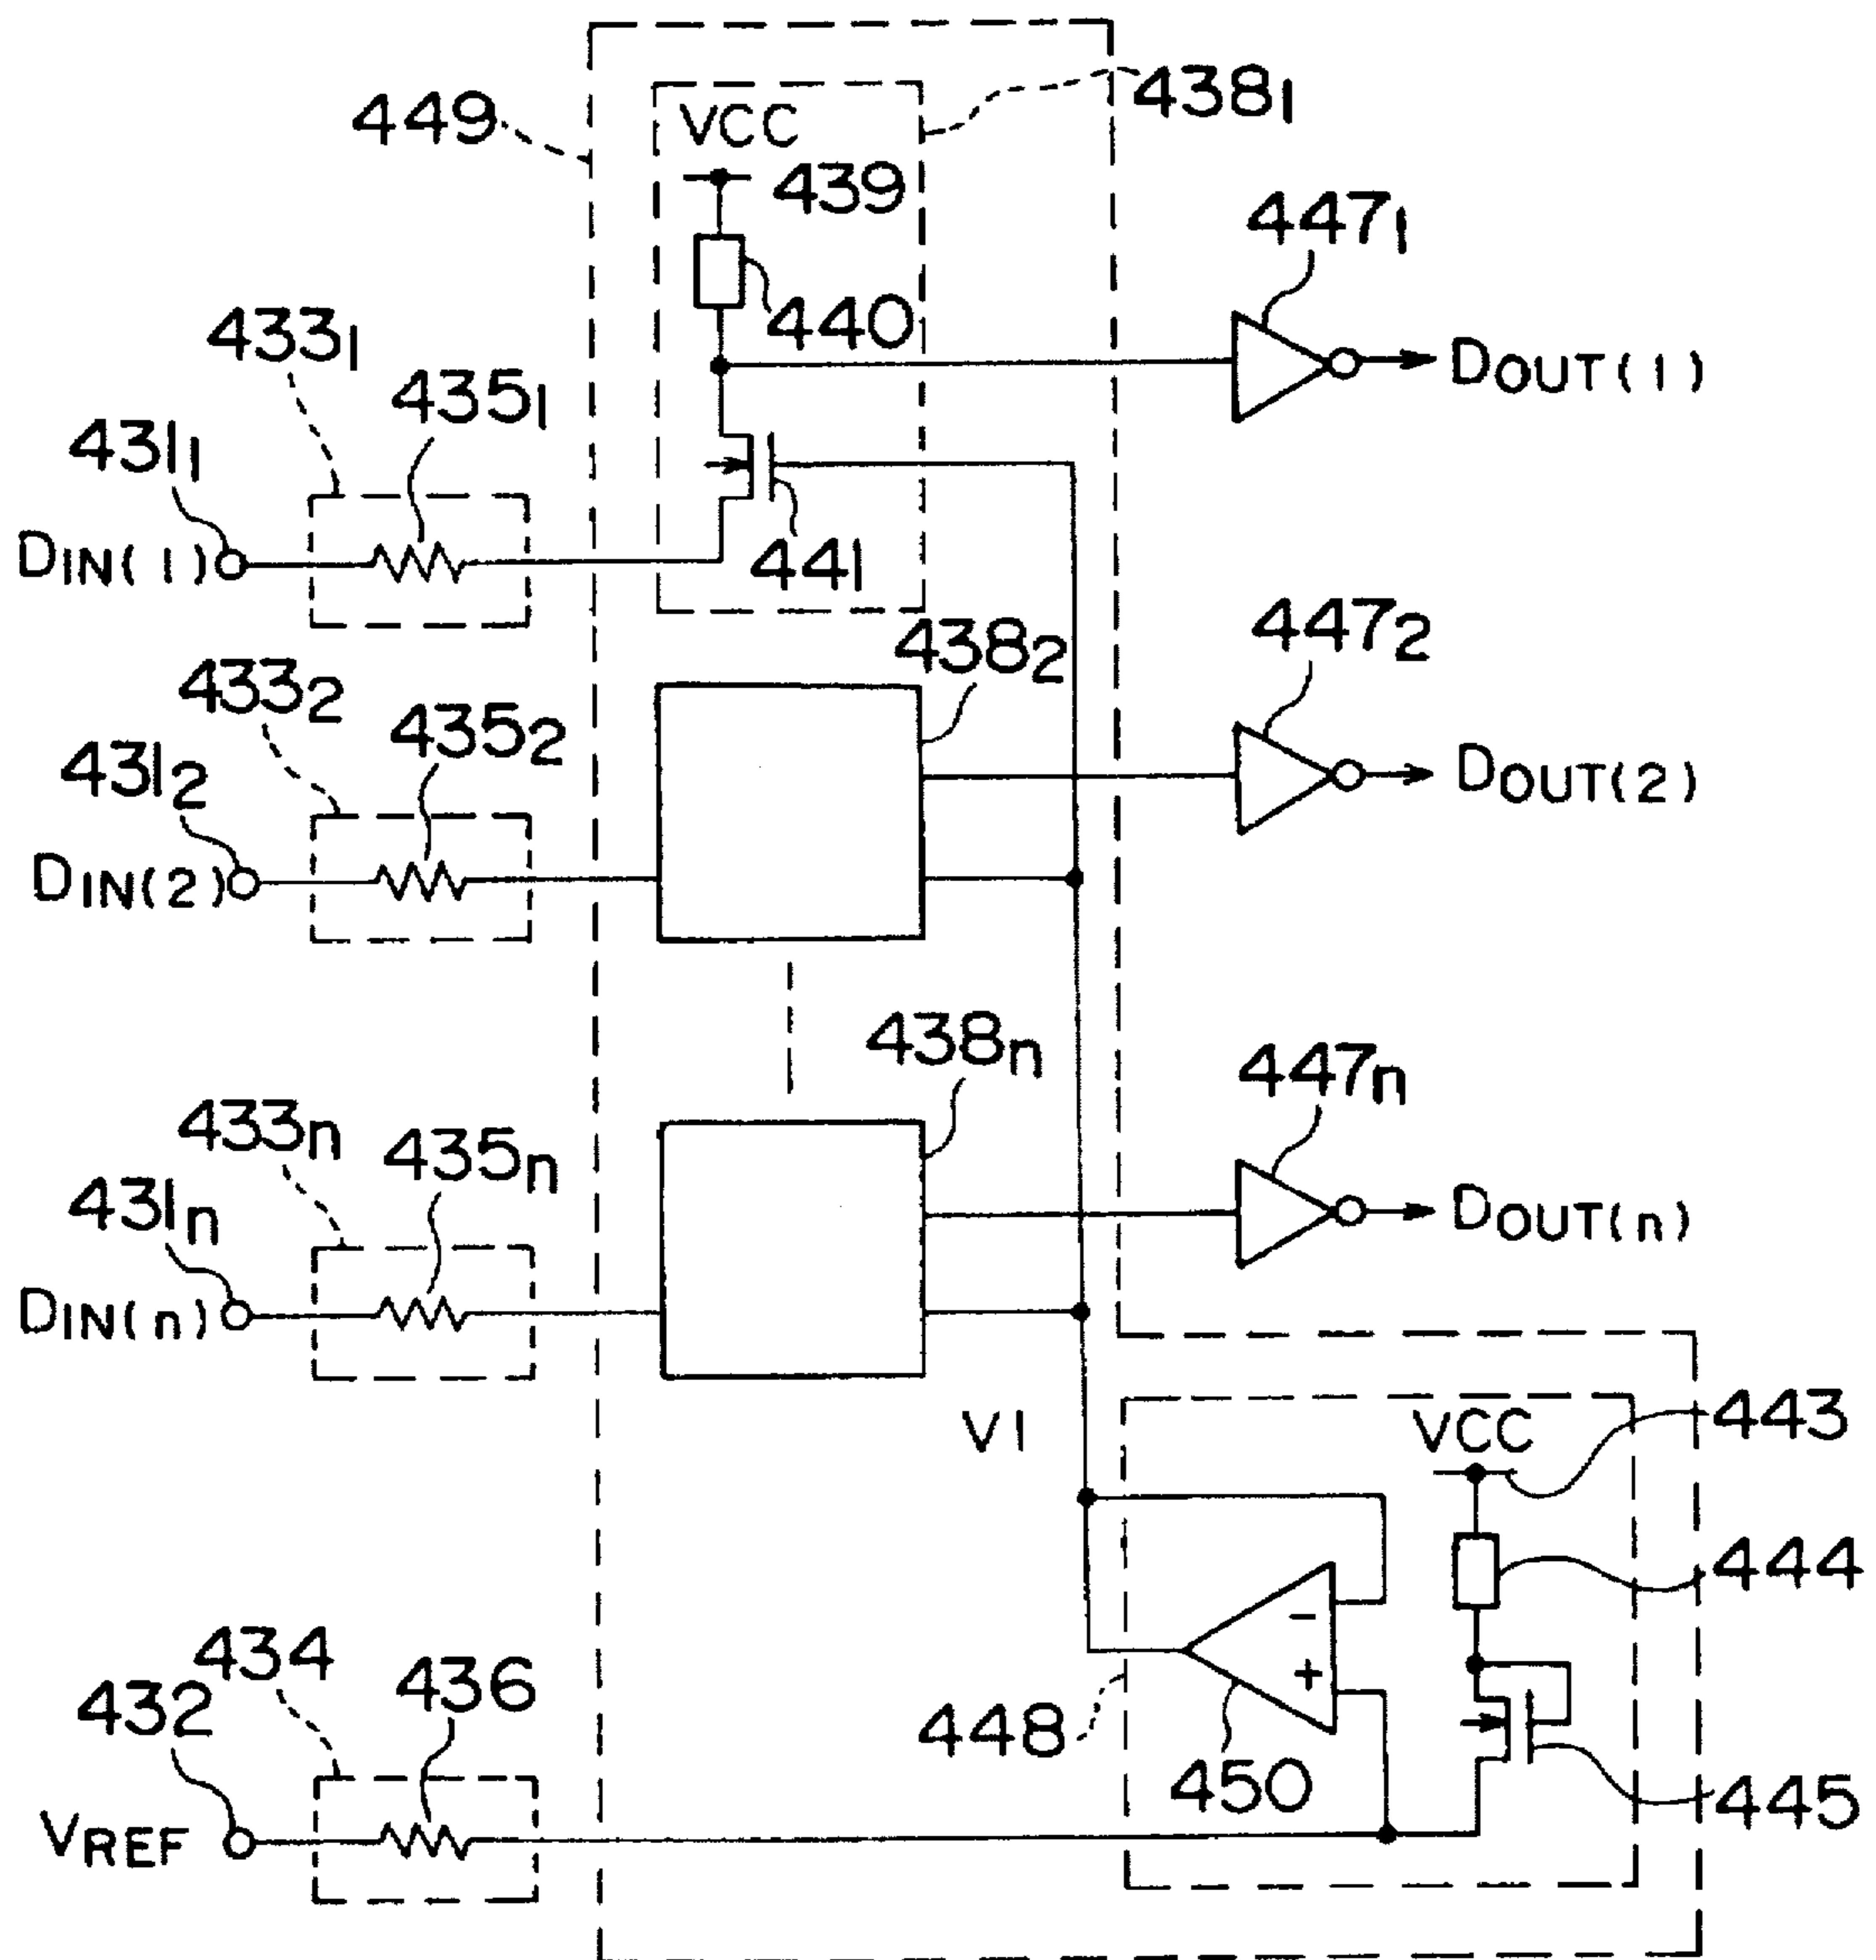 449
438₁
VCC
439
447₁
440
433₁
DOUT(1)
435₁
431₁
DIN(1)
441
447₂
438₂
433₂
435₂
431₂
DOUT(2)
DIN(2)
438n
447n
433n
435n
431n
DOUT(n)
DIN(n)
V1
VCC
443
444
-
+
434
436
432
448
450
445
VREF